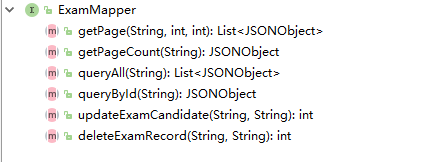 ExamMapper
getPage(String, int, int): List<JSONObject>
getPageCount(String): JSONObject
queryAll(String): List<JSONObject>
queryById(String): JSONObject
updateExamCandidate(String, String): int
deleteExamRecord(String, String): int